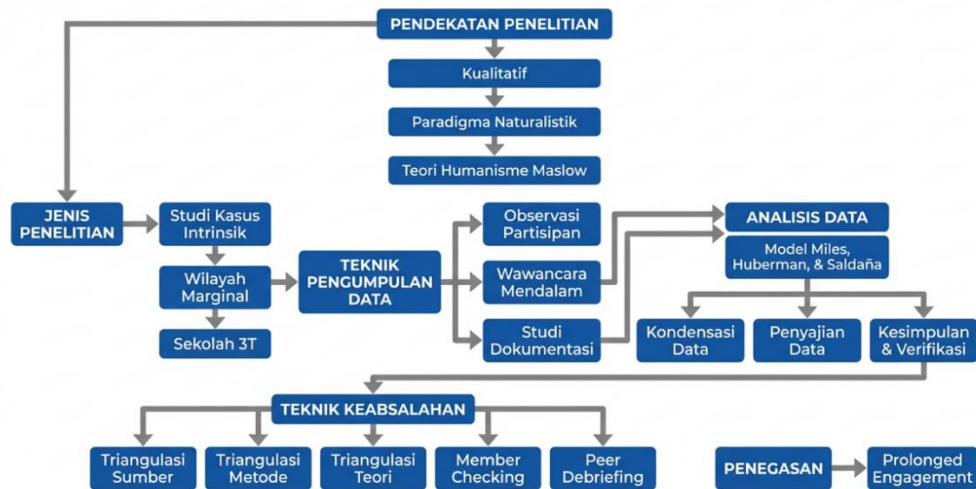 PENDEKATAN PENELITIAN
Kualitatif
Paradigma Naturalistik
Teori Humanisme Maslow
JENIS
PENELITIAN
Studi Kasus
Intrinsik
Wilayah
Marginal
Sekolah 3T
TEKNIK
PENGUMPULAN
DATA
Observasi
Partisipan
Wawancara
Mendalam
Studi
Dokumentasi
ANALISIS DATA
Model Miles,
Huberman, & Saldaña
Kondensasi
Data
Penyajian
Data
Kesimpulan
& Verifikasi
TEKNIK KEABSALAHAN
Triangulasi
Sumber
Triangulasi
Metode
Triangulasi
Teori
Member
Checking
Peer
Debriefing
PENEGASAN
Prolonged
Engagement